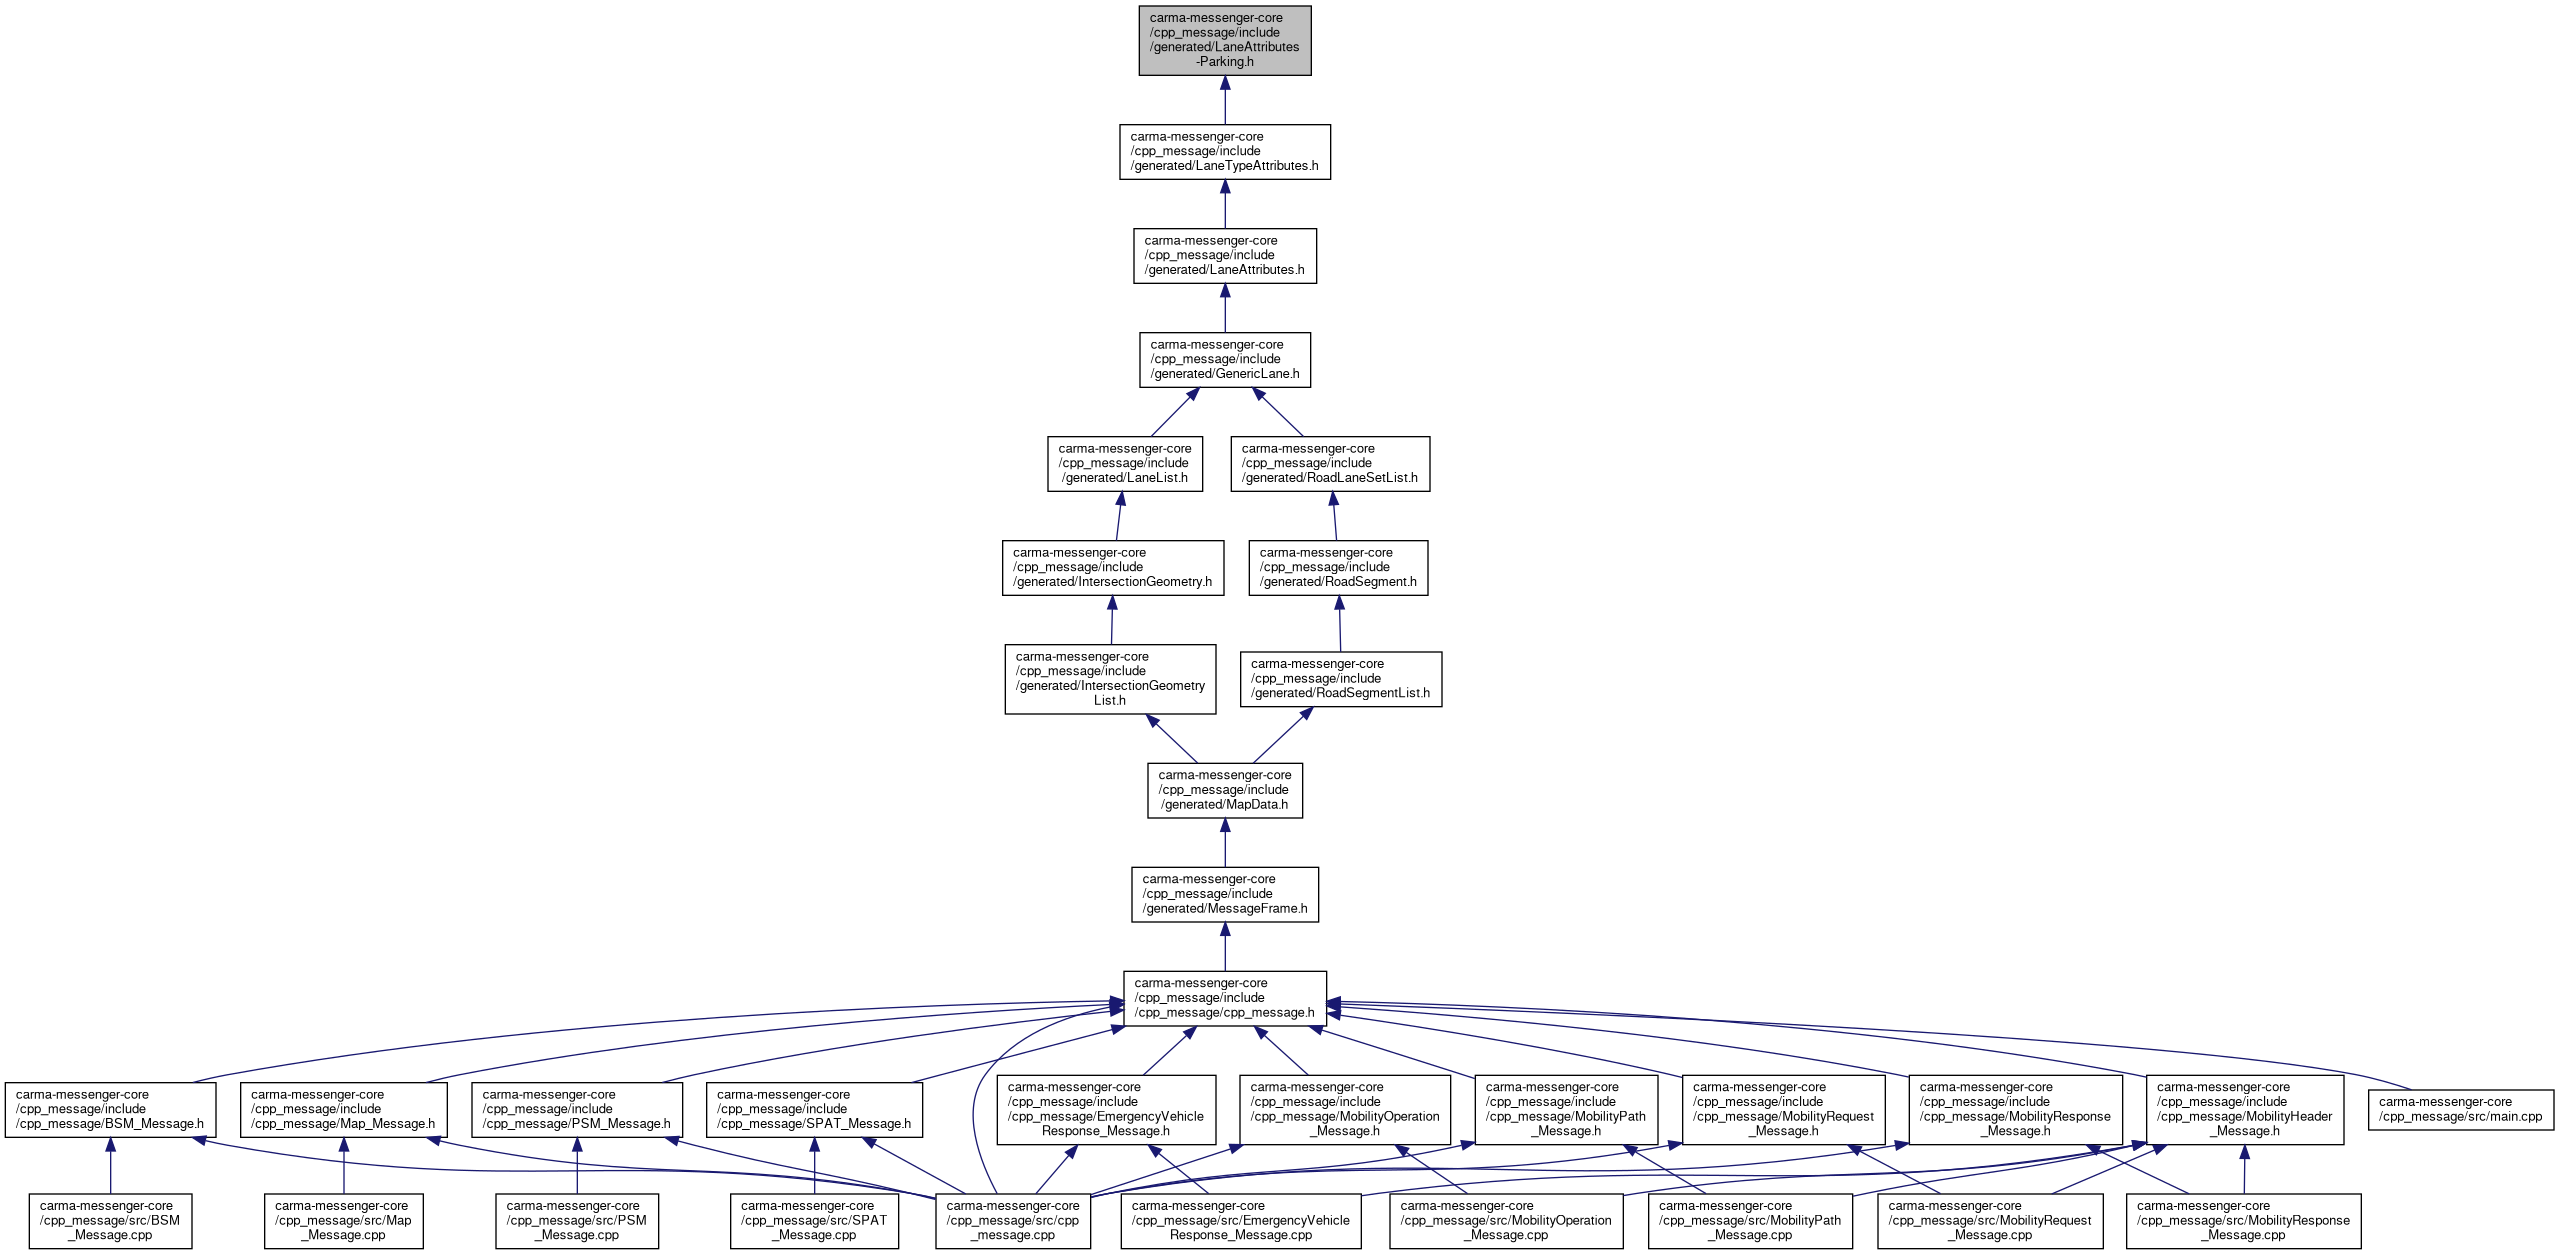 carma-messenger-core
/cpp_message/include
/generated/LaneAttributes
-Parking.h
carma-messenger-core
/cpp_message/include
/generated/LaneTypeAttributes.h
carma-messenger-core
/cpp_message/include
/generated/LaneAttributes.h
carma-messenger-core
/cpp_message/include
/generated/GenericLane.h
carma-messenger-core
/cpp_message/include
/generated/LaneList.h
carma-messenger-core
/cpp_message/include
/generated/RoadLaneSetList.h
carma-messenger-core
/cpp_message/include
/generated/IntersectionGeometry.h
carma-messenger-core
/cpp_message/include
/generated/RoadSegment.h
carma-messenger-core
/cpp_message/include
/generated/IntersectionGeometry
List.h
carma-messenger-core
/cpp_message/include
/generated/RoadSegmentList.h
carma-messenger-core
/cpp_message/include
/generated/MapData.h
carma-messenger-core
/cpp_message/include
/generated/MessageFrame.h
carma-messenger-core
/cpp_message/include
/cpp_message/cpp_message.h
carma-messenger-core
/cpp_message/include
/cpp_message/BSM_Message.h
carma-messenger-core
/cpp_message/include
/cpp_message/Map_Message.h
carma-messenger-core
/cpp_message/include
/cpp_message/PSM_Message.h
carma-messenger-core
/cpp_message/include
/cpp_message/SPAT_Message.h
carma-messenger-core
/cpp_message/include
/cpp_message/EmergencyVehicle
Response_Message.h
carma-messenger-core
/cpp_message/include
/cpp_message/MobilityOperation
_Message.h
carma-messenger-core
/cpp_message/include
/cpp_message/MobilityPath
_Message.h
carma-messenger-core
/cpp_message/include
/cpp_message/MobilityRequest
_Message.h
carma-messenger-core
/cpp_message/include
/cpp_message/MobilityResponse
_Message.h
carma-messenger-core
/cpp_message/include
/cpp_message/MobilityHeader
_Message.h
carma-messenger-core
/cpp_message/src/main.cpp
carma-messenger-core
/cpp_message/src/BSM
_Message.cpp
carma-messenger-core
/cpp_message/src/Map
_Message.cpp
carma-messenger-core
/cpp_message/src/PSM
_Message.cpp
carma-messenger-core
/cpp_message/src/SPAT
_Message.cpp
carma-messenger-core
/cpp_message/src/cpp
_message.cpp
carma-messenger-core
/cpp_message/src/EmergencyVehicle
Response_Message.cpp
carma-messenger-core
/cpp_message/src/MobilityOperation
_Message.cpp
carma-messenger-core
/cpp_message/src/MobilityPath
_Message.cpp
carma-messenger-core
/cpp_message/src/MobilityRequest
_Message.cpp
carma-messenger-core
/cpp_message/src/MobilityResponse
_Message.cpp